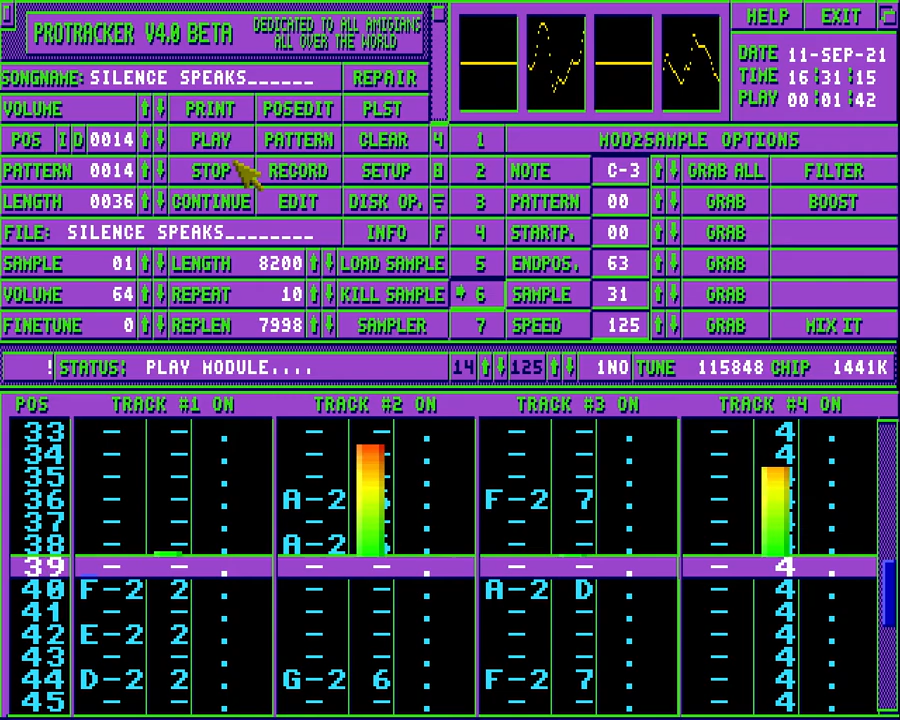 PROTRACKER V4.0 BETA
DEDICATED TO ALL AMIGIANS
ALL OVER THE WORLD
HELP EXIT
DATE 11-SEP-21
TIME 16:31:15
PLAY 00:01:42
SONGNAME: SILENCE SPEAKS______ REPAIR
VOLUME PRINT POSEDIT PLST
POS I D 0014 PLAY PATTERN CLEAR 4 1 MOD2SAMPLE OPTIONS
PATTERN 0014 STOP RECORD SETUP 8 2 NOTE C-3 GRAB ALL FILTER
LENGTH 0036 CONTINUE EDIT DISK OP. 3 PATTERN 00 GRAB BOOST
FILE: SILENCE SPEAKS________ INFO F 4 STARTP. 00 GRAB
SAMPLE 01 LENGTH 8200 LOAD SAMPLE 5 ENDPOS. 63 GRAB
VOLUME 64 REPEAT 10 KILL SAMPLE 6 SAMPLE 31 GRAB
FINETUNE 0 REPLEN 7998 SAMPLER 7 SPEED 125 GRAB MIX IT
! STATUS: PLAY MODULE.... 14 125 1NO TUNE 115848 CHIP 1441K
POS TRACK #1 ON TRACK #2 ON TRACK #3 ON TRACK #4 ON
33 - - . - - . - - . - 4 .
34 - - . - . - - . - 4 .
35 - - . - . - - . - .
36 - - . A-2 . F-2 7 . - .
37 - - . - . - - . - .
38 - - . A-2 . - - . - .
39 - - . - - . - - . - 4 .
40 F-2 2 . - - . A-2 D . - 4 .
41 - - . - - . - - . - 4 .
42 E-2 2 . - - . - - . - 4 .
43 - - . - - . - - . - 4 .
44 D-2 2 . G-2 6 . F-2 7 . - 4 .
45 - - . - - . - - . - 4 .